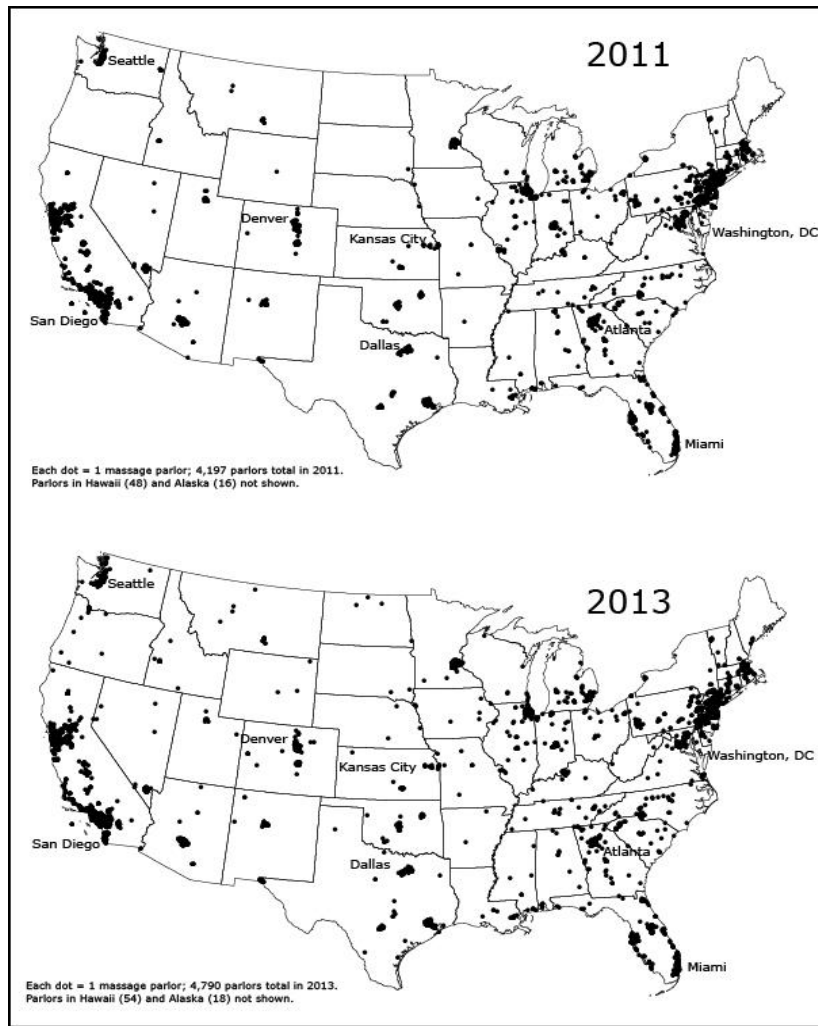 2011
Seattle
Denver
Kansas City
Washington, DC
San Diego
Dallas
Atlanta
Miami
Each dot = 1 massage parlor; 4,197 parlors total in 2011.
Parlors in Hawaii (48) and Alaska (16) not shown.
2013
Seattle
Denver
Kansas City
Washington, DC
San Diego
Dallas
Atlanta
Miami
Each dot = 1 massage parlor; 4,790 parlors total in 2013.
Parlors in Hawaii (54) and Alaska (18) not shown.